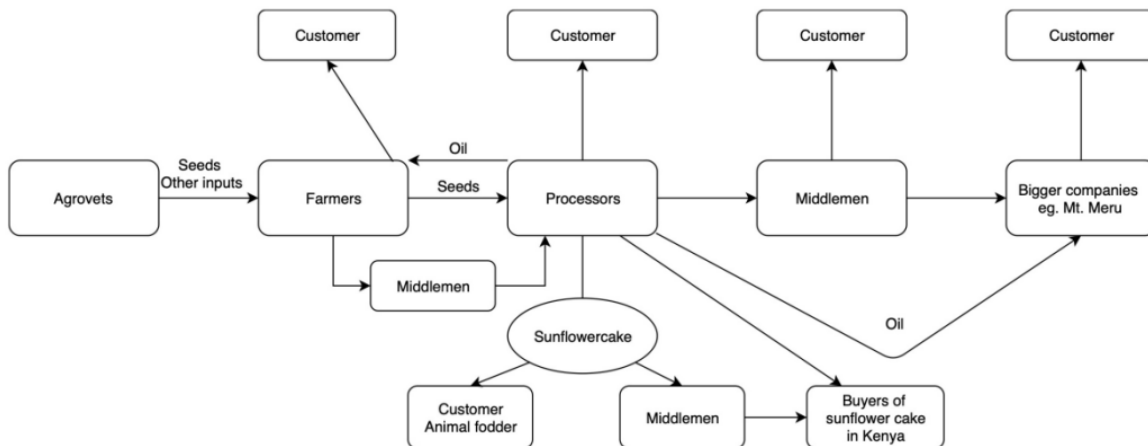 Customer
Customer
Customer
Customer
Seeds
Other inputs
Oil
Seeds
Agrovets
Farmers
Processors
Middlemen
Bigger companies
eg. Mt. Meru
Middlemen
Oil
Sunflowercake
Customer
Animal fodder
Middlemen
Buyers of
sunflower cake
in Kenya